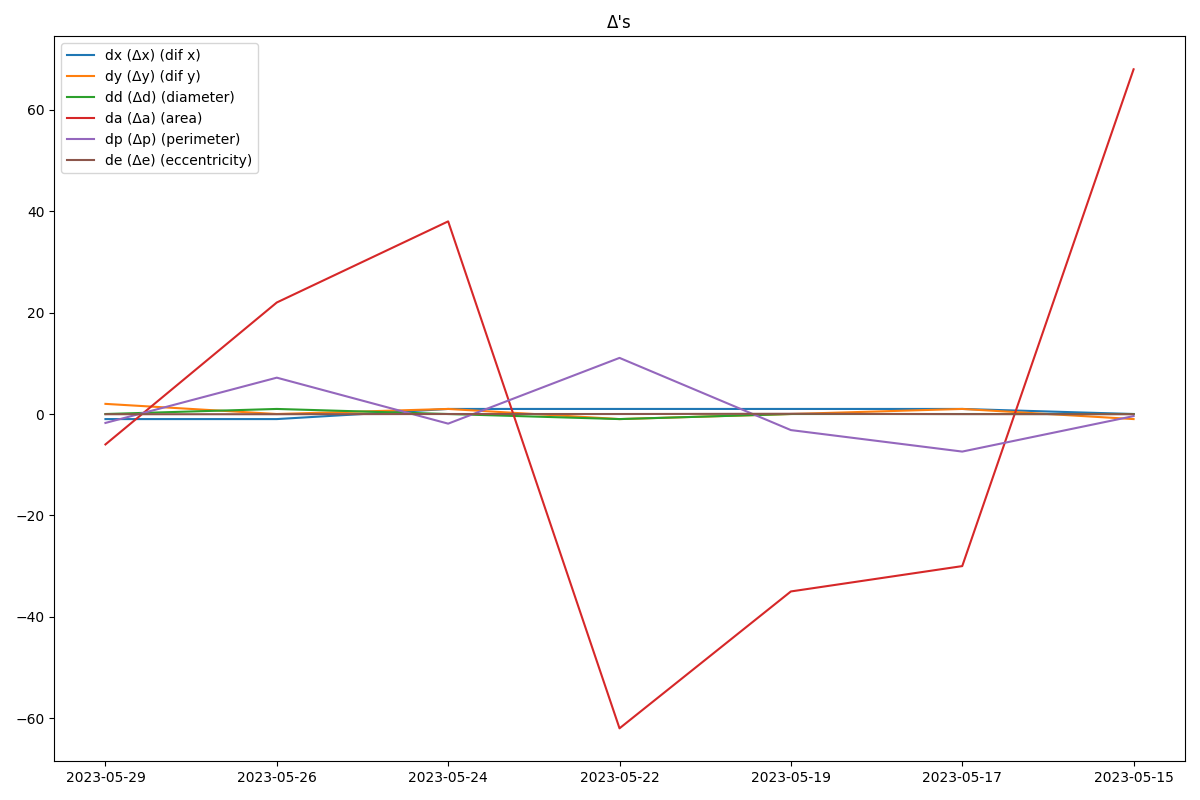 Δ's
dx (Δx) (dif x)
dy (Δy) (dif y)
dd (Δd) (diameter)
da (Δa) (area)
dp (Δp) (perimeter)
de (Δe) (eccentricity)
60
40
20
0
−20
−40
−60
2023-05-29 2023-05-26 2023-05-24 2023-05-22 2023-05-19 2023-05-17 2023-05-15